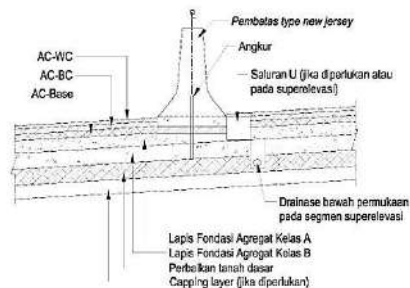 Pembatas type new jersey
Angkur
AC-WC
AC-BC
AC-Base
Saluran U (jika diperlukan atau
pada superelevasi)
Drainase bawah permukaan
pada segmen superelevasi
Lapis Fondasi Agregat Kelas A
Lapis Fondasi Agregat Kelas B
Perbaikan tanah dasar
Capping layer (jika diperlukan)